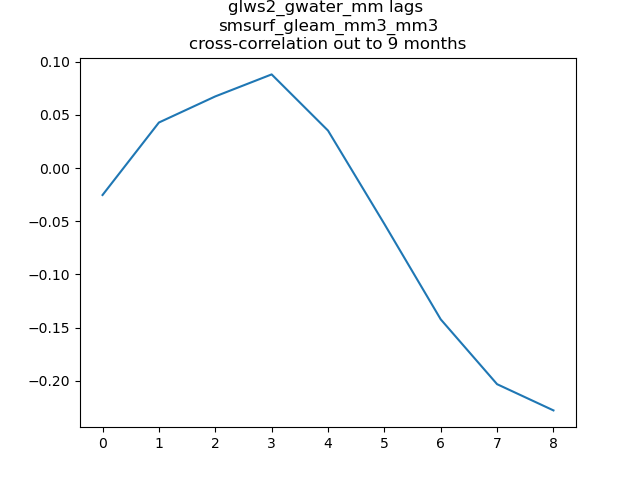 glws2_gwater_mm lags
smsurf_gleam_mm3_mm3
cross-correlation out to 9 months
0.10
0.05
0.00
−0.05
−0.10
−0.15
−0.20
0 1 2 3 4 5 6 7 8